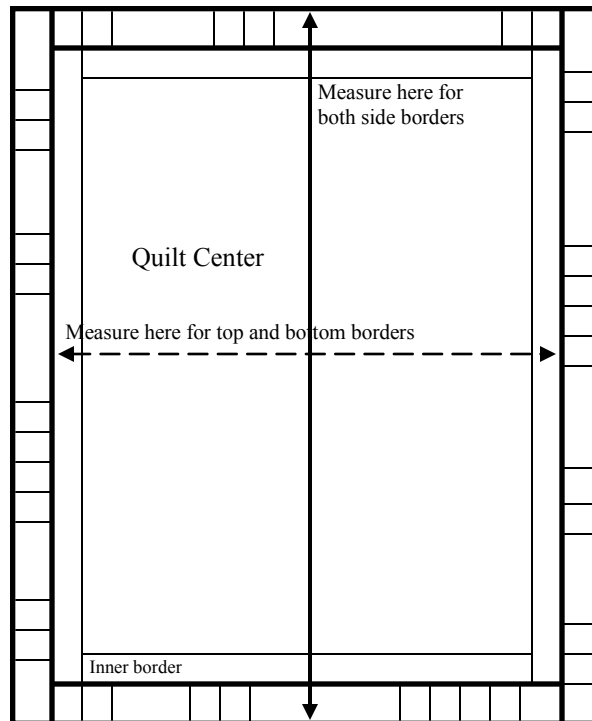 Measure here for
both side borders
Quilt Center
Measure here for top and bottom borders
Inner border